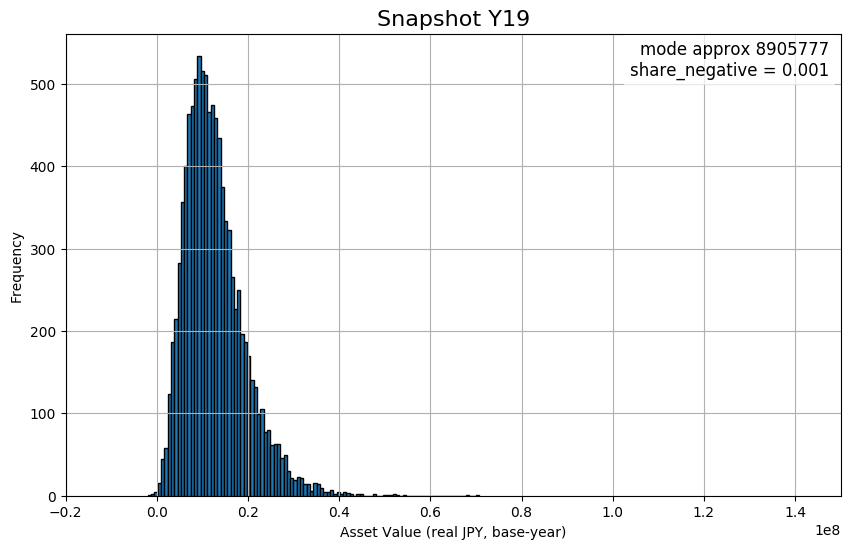 Snapshot Y19
mode approx 8905777
share_negative = 0.001
Frequency
500
400
300
200
100
0
−0.2 0.0 0.2 0.4 0.6 0.8 1.0 1.2 1.4
1e8
Asset Value (real JPY, base-year)